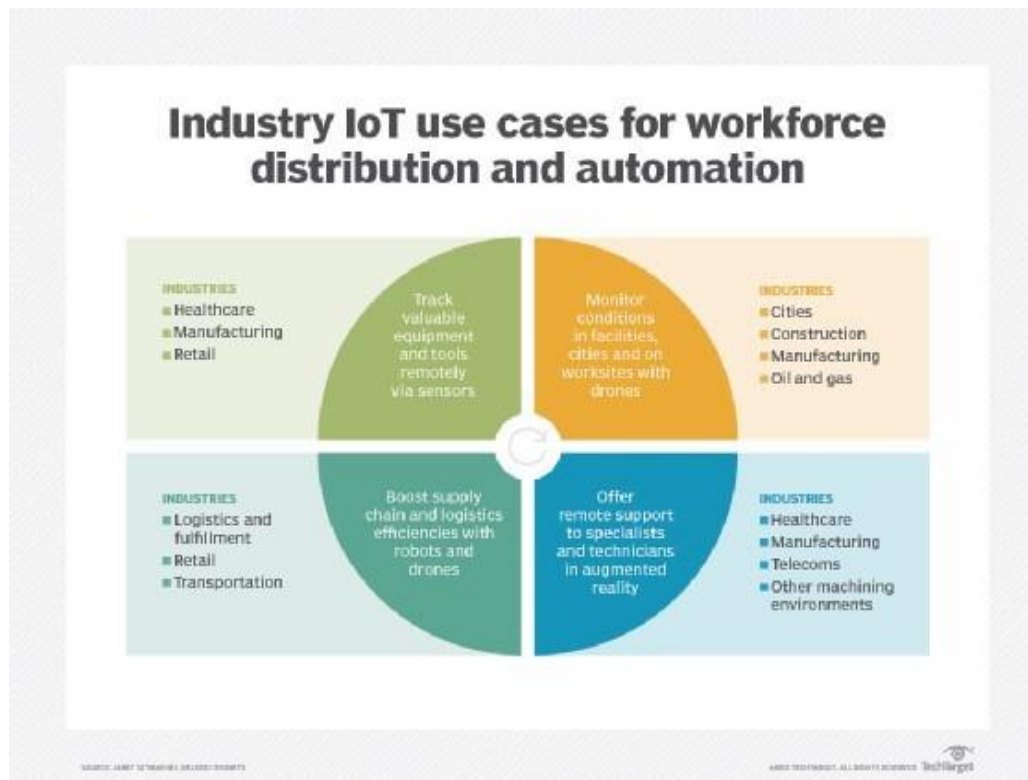 Industry IoT use cases for workforce
distribution and automation
INDUSTRIES
Healthcare
Manufacturing
Retail
Track
valuable
equipment
and tools
remotely
via sensors
Monitor
conditions
in facilities,
cities and on
worksites with
drones
INDUSTRIES
Cities
Construction
Manufacturing
Oil and gas
INDUSTRIES
Logistics and
fulfillment
Retail
Transportation
Boost supply
chain and logistics
efficiencies with
robots and
drones
Offer
remote support
to specialists
and technicians
in augmented
reality
INDUSTRIES
Healthcare
Manufacturing
Telecoms
Other machining
environments
TechTarget